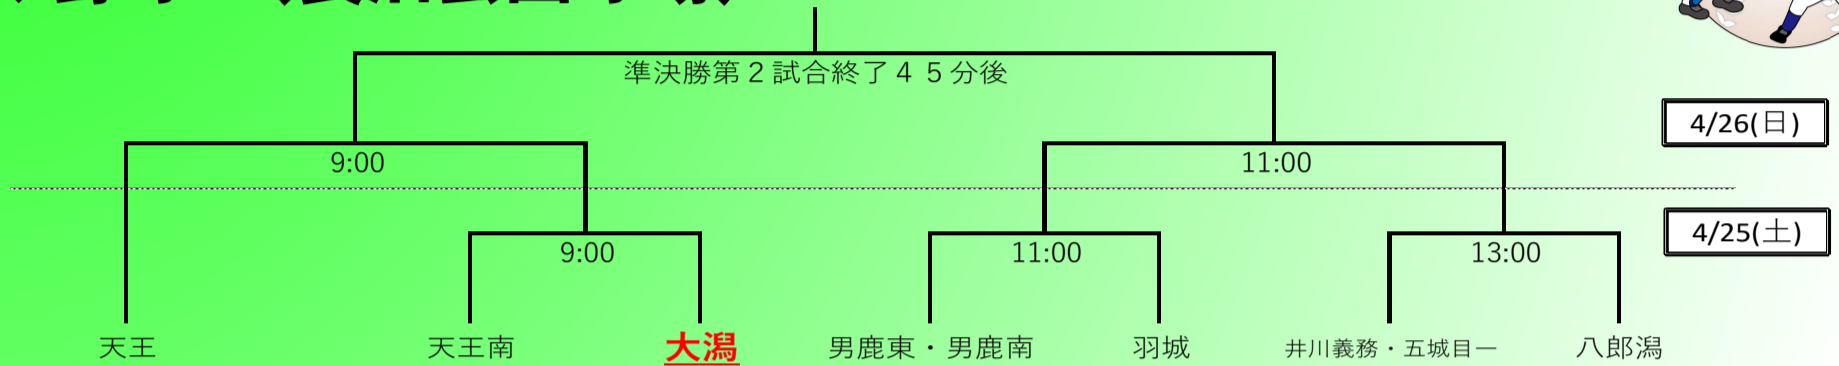 準決勝第２試合終了４５分後
4/26(日)
9:00
11:00
4/25(土)
9:00
11:00
13:00
天王
天王南
大潟
男鹿東・男鹿南
羽城
井川義務・五城目一
八郎潟